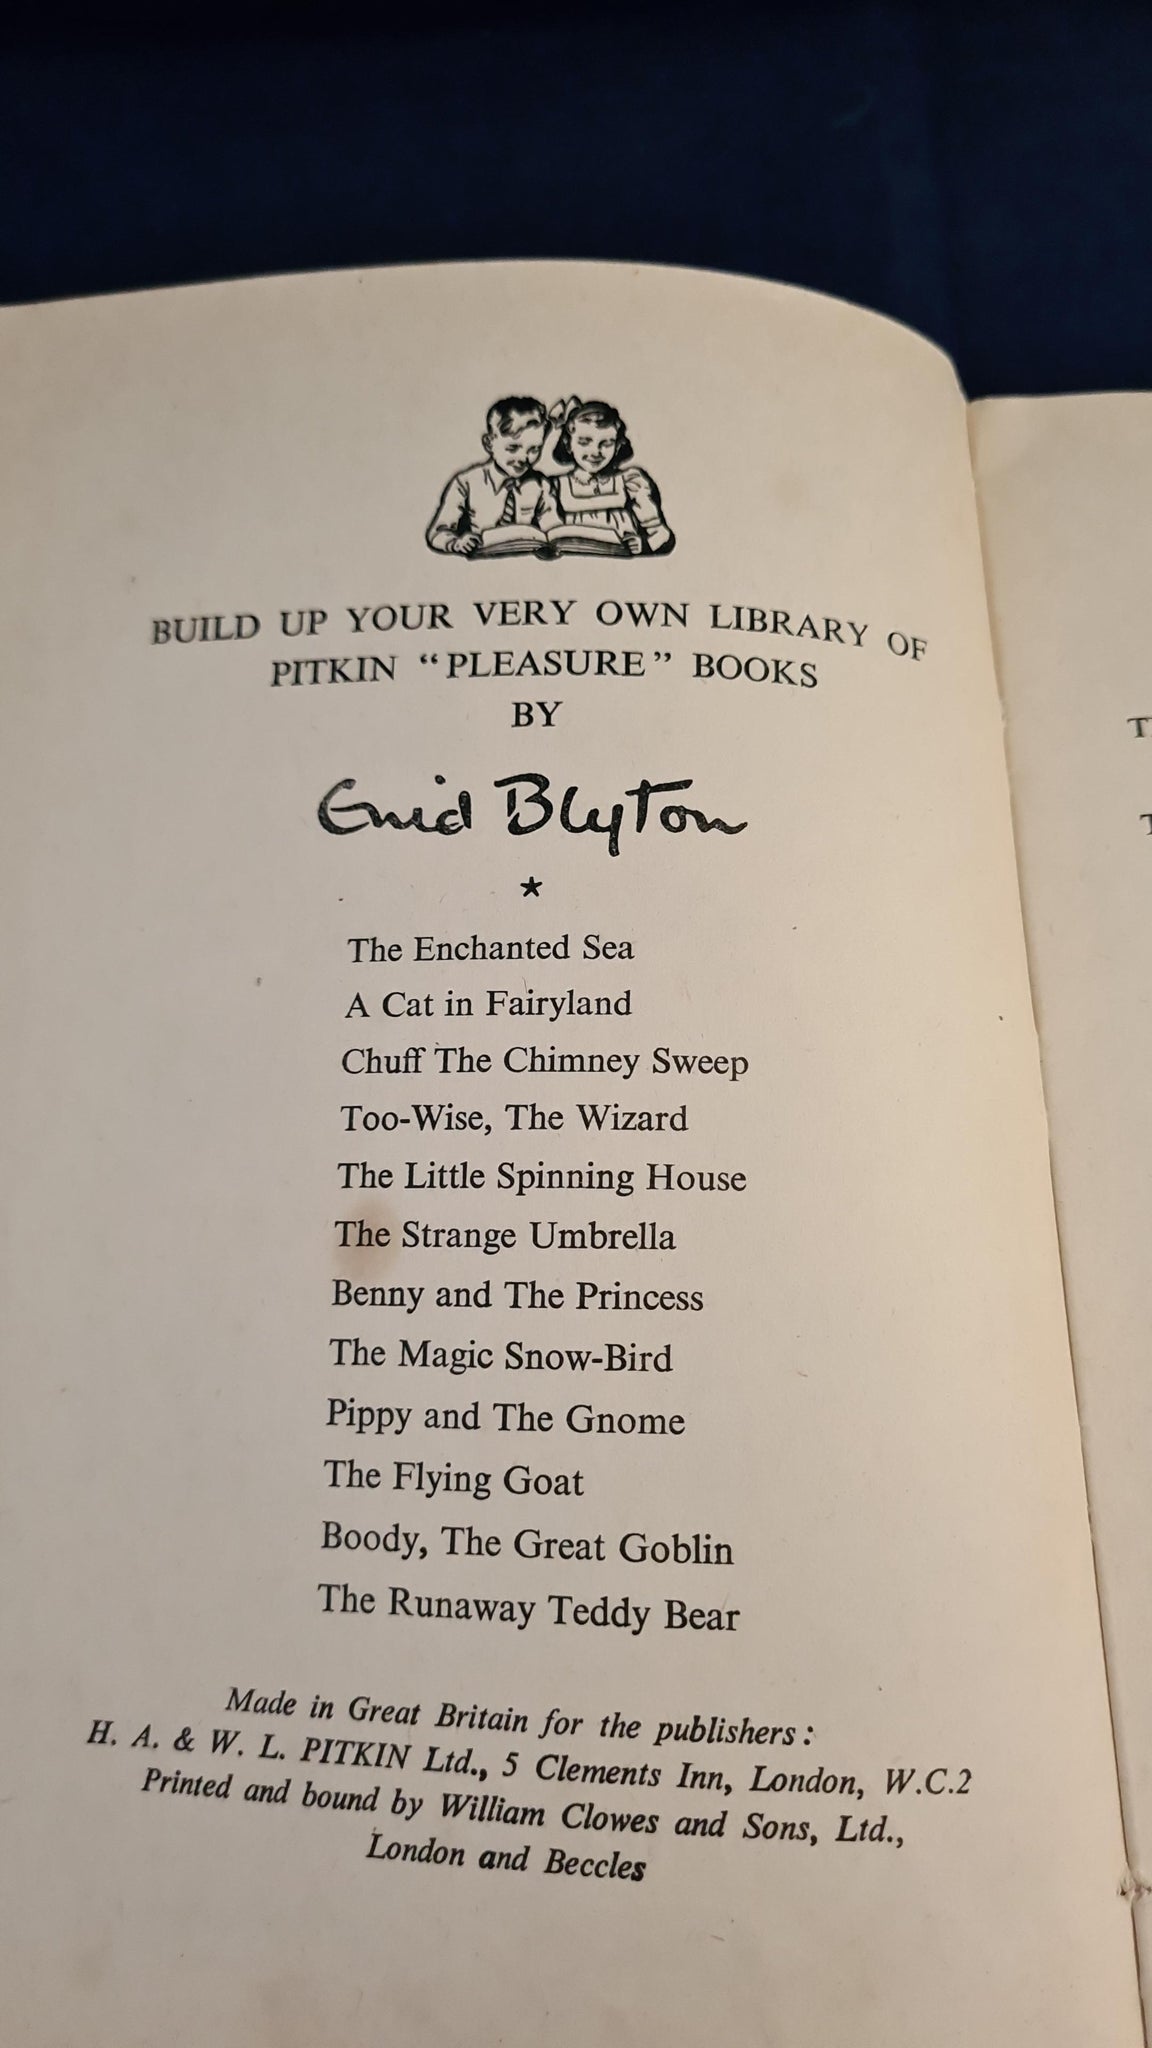 BUILD UP YOUR VERY OWN LIBRARY OF
PITKIN “PLEASURE” BOOKS
BY
Enid Blyton
★
The Enchanted Sea
A Cat in Fairyland
Chuff The Chimney Sweep
Too-Wise, The Wizard
The Little Spinning House
The Strange Umbrella
Benny and The Princess
The Magic Snow-Bird
Pippy and The Gnome
The Flying Goat
Boody, The Great Goblin
The Runaway Teddy Bear
Made in Great Britain for the publishers:
H. A. & W. L. PITKIN Ltd., 5 Clements Inn, London, W.C.2
Printed and bound by William Clowes and Sons, Ltd.,
London and Beccles